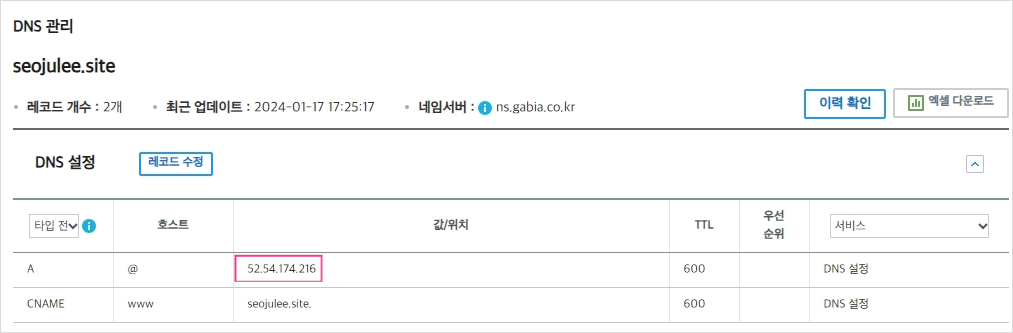 DNS 관리
seojulee.site
• 레코드 개수 : 2개 • 최근 업데이트 : 2024-01-17 17:25:17 • 네임서버 : i ns.gabia.co.kr 이력 확인 엑셀 다운로드
DNS 설정 레코드 수정
타입 전 i 호스트 값/위치 TTL 우선 순위 서비스
A @ 52.54.174.216 600 DNS 설정
CNAME www seojulee.site. 600 DNS 설정